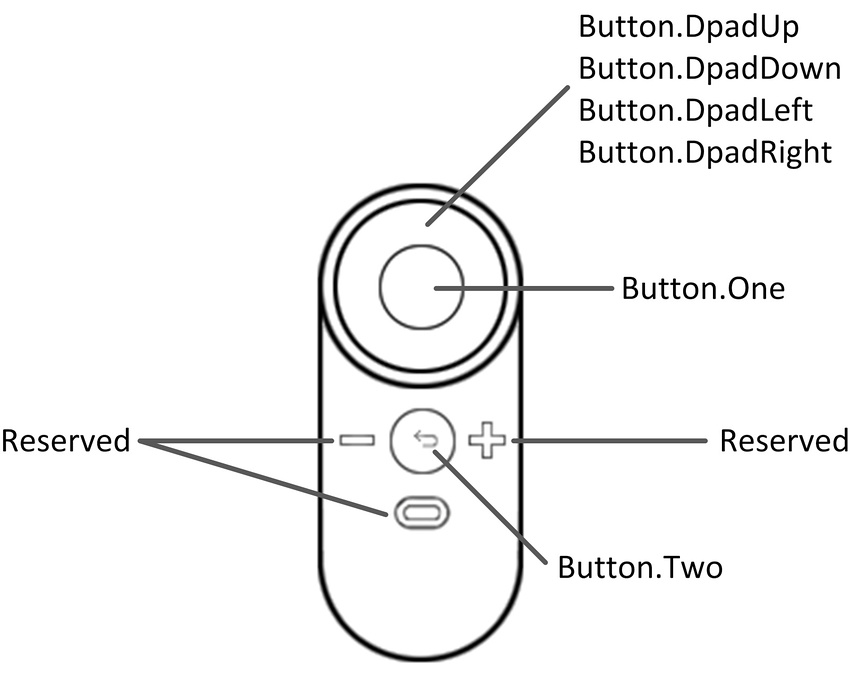 Button.DpadUp
Button.DpadDown
Button.DpadLeft
Button.DpadRight
Button.One
Reserved
Reserved
Button.Two